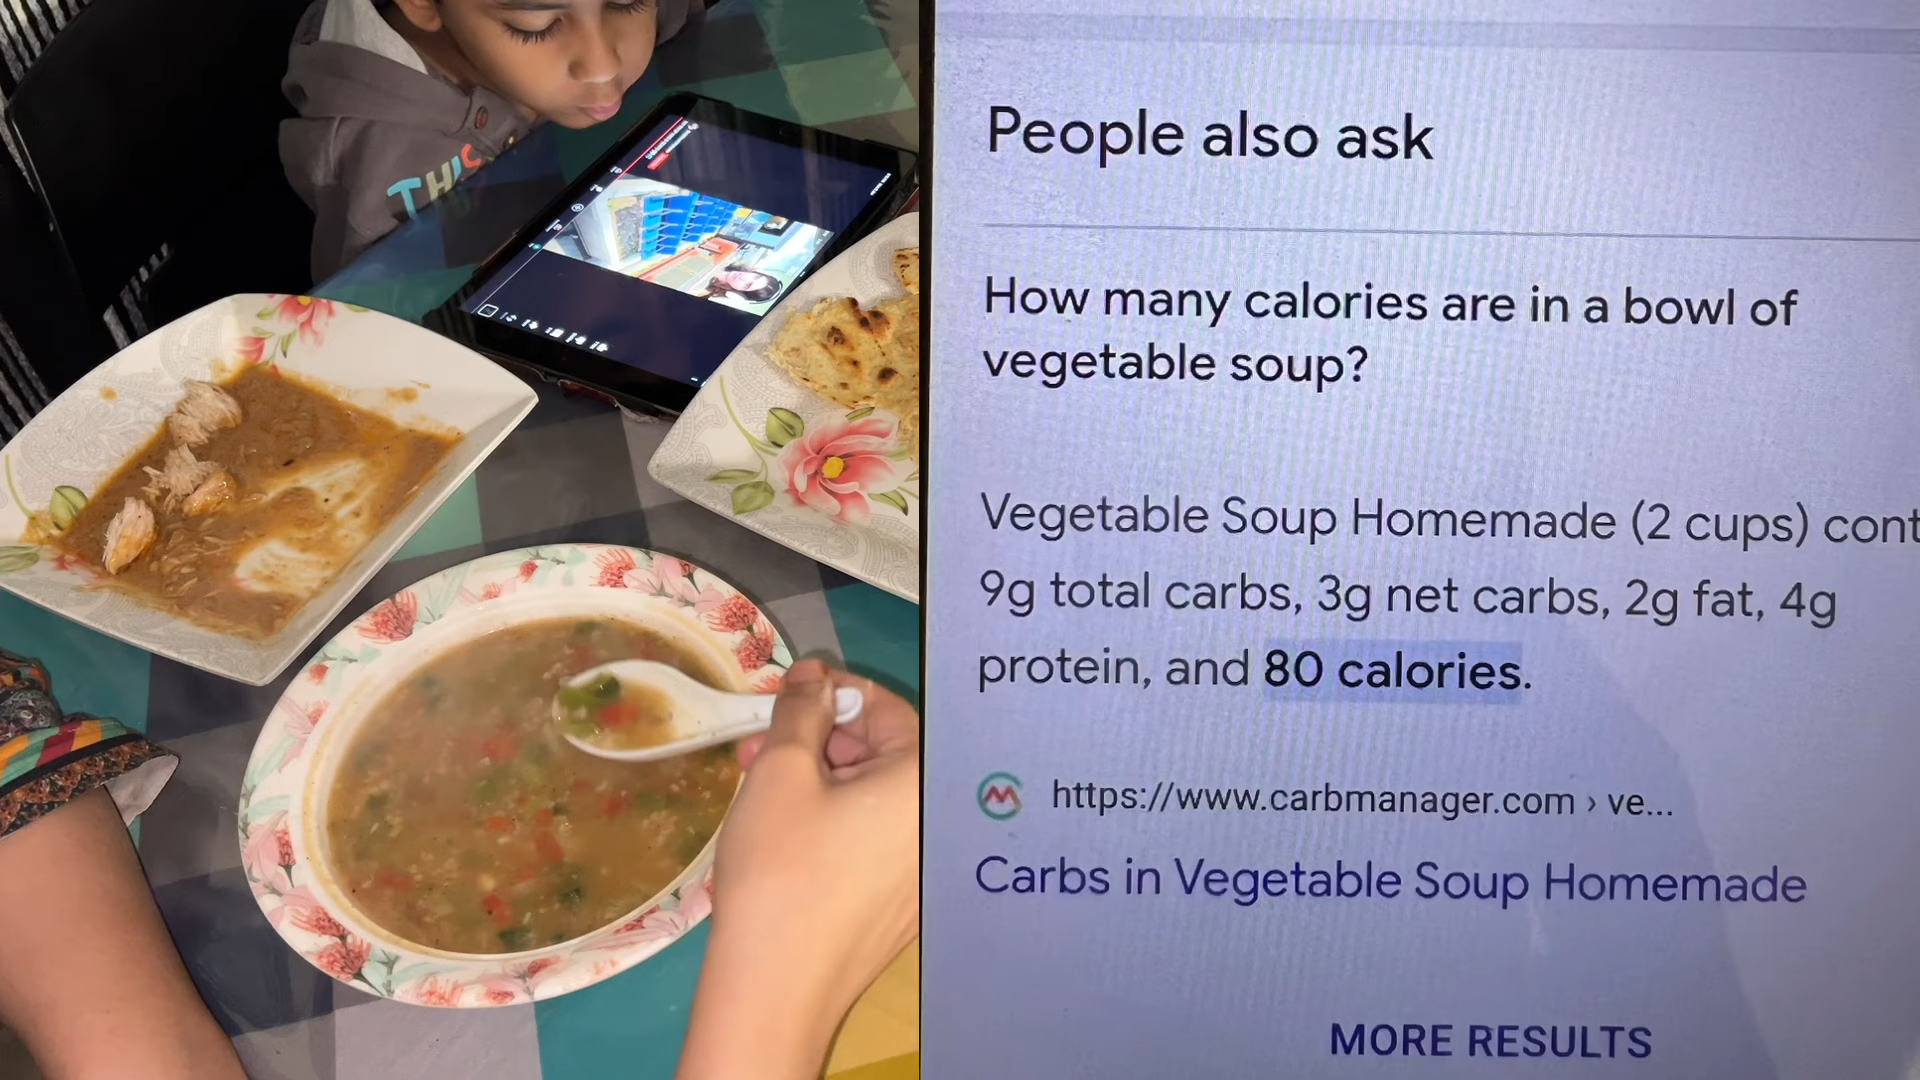 THIS
People also ask
How many calories are in a bowl of
vegetable soup?
Vegetable Soup Homemade (2 cups) cont
9g total carbs, 3g net carbs, 2g fat, 4g
protein, and 80 calories.
https://www.carbmanager.com › ve...
Carbs in Vegetable Soup Homemade
MORE RESULTS